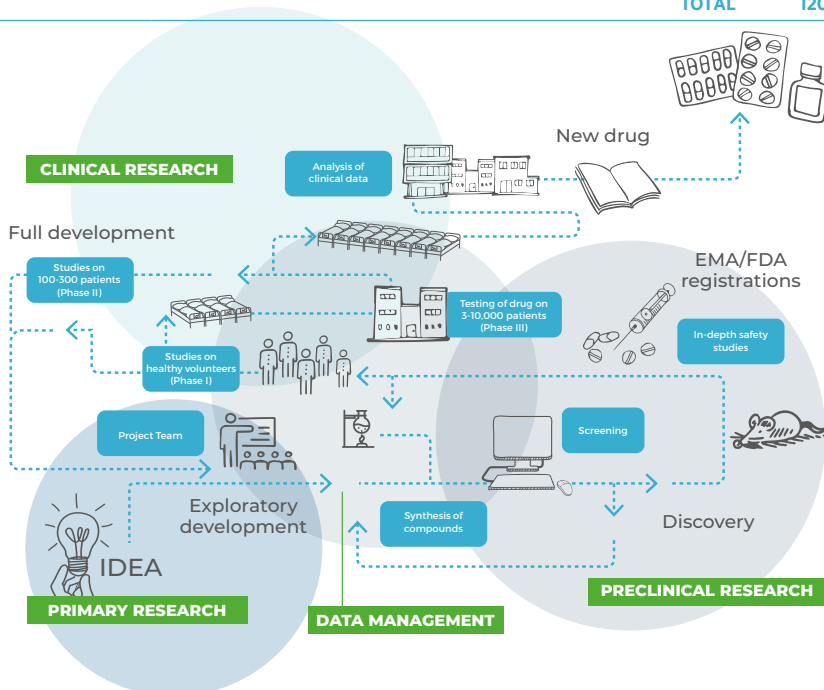 TOTAL 120
New drug
CLINICAL RESEARCH
Analysis of
clinical data
Full development
EMA/FDA
registrations
Studies on
100-300 patients
(Phase II)
Testing of drug on
3-10,000 patients
(Phase III)
In-depth safety
studies
Studies on
healthy volunteers
(Phase I)
Project Team
Screening
Exploratory
development
Synthesis of
compounds
Discovery
IDEA
PRIMARY RESEARCH
DATA MANAGEMENT
PRECLINICAL RESEARCH